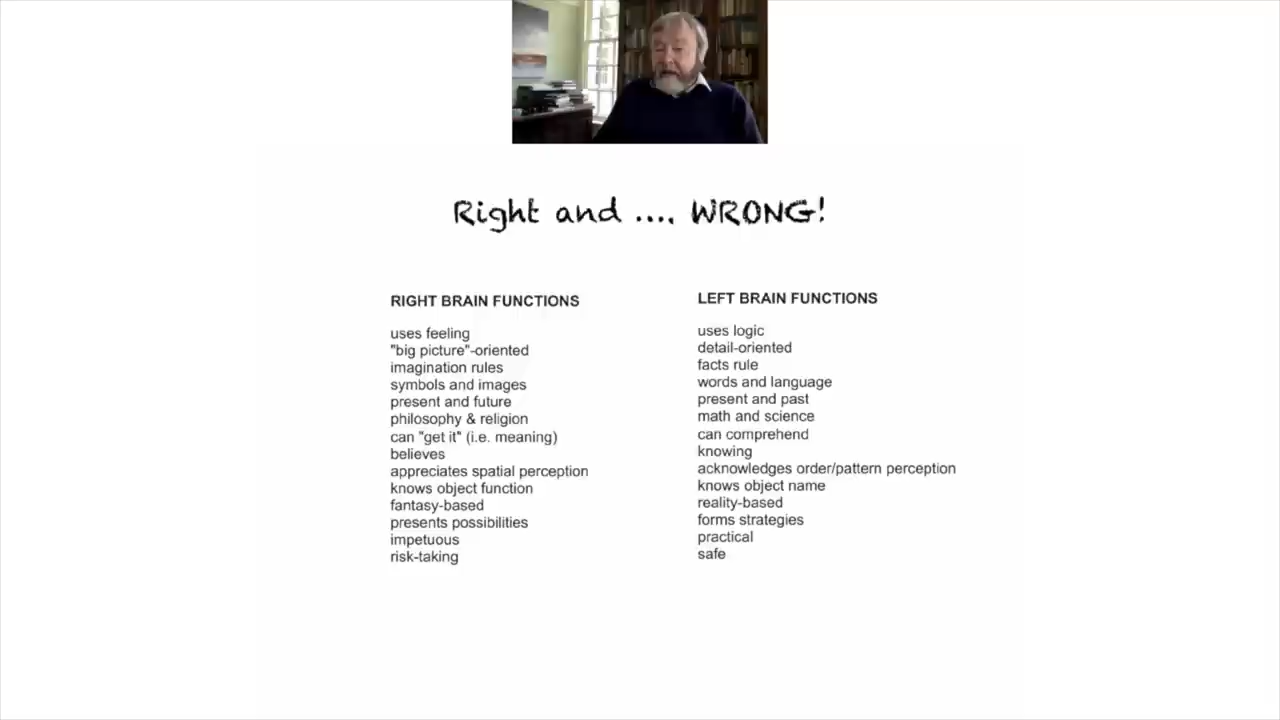 Right and .... WRONG!
RIGHT BRAIN FUNCTIONS
uses feeling
"big picture"-oriented
imagination rules
symbols and images
present and future
philosophy & religion
can "get it" (i.e. meaning)
believes
appreciates spatial perception
knows object function
fantasy-based
presents possibilities
impetuous
risk-taking
LEFT BRAIN FUNCTIONS
uses logic
detail-oriented
facts rule
words and language
present and past
math and science
can comprehend
knowing
acknowledges order/pattern perception
knows object name
reality-based
forms strategies
practical
safe